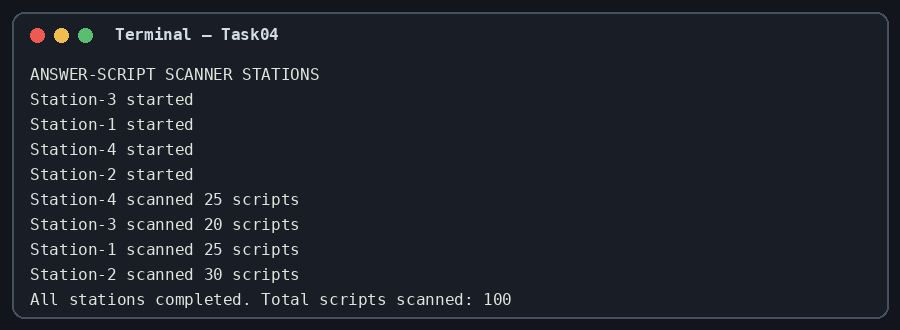 Terminal — Task04
ANSWER-SCRIPT SCANNER STATIONS
Station-3 started
Station-1 started
Station-4 started
Station-2 started
Station-4 scanned 25 scripts
Station-3 scanned 20 scripts
Station-1 scanned 25 scripts
Station-2 scanned 30 scripts
All stations completed. Total scripts scanned: 100